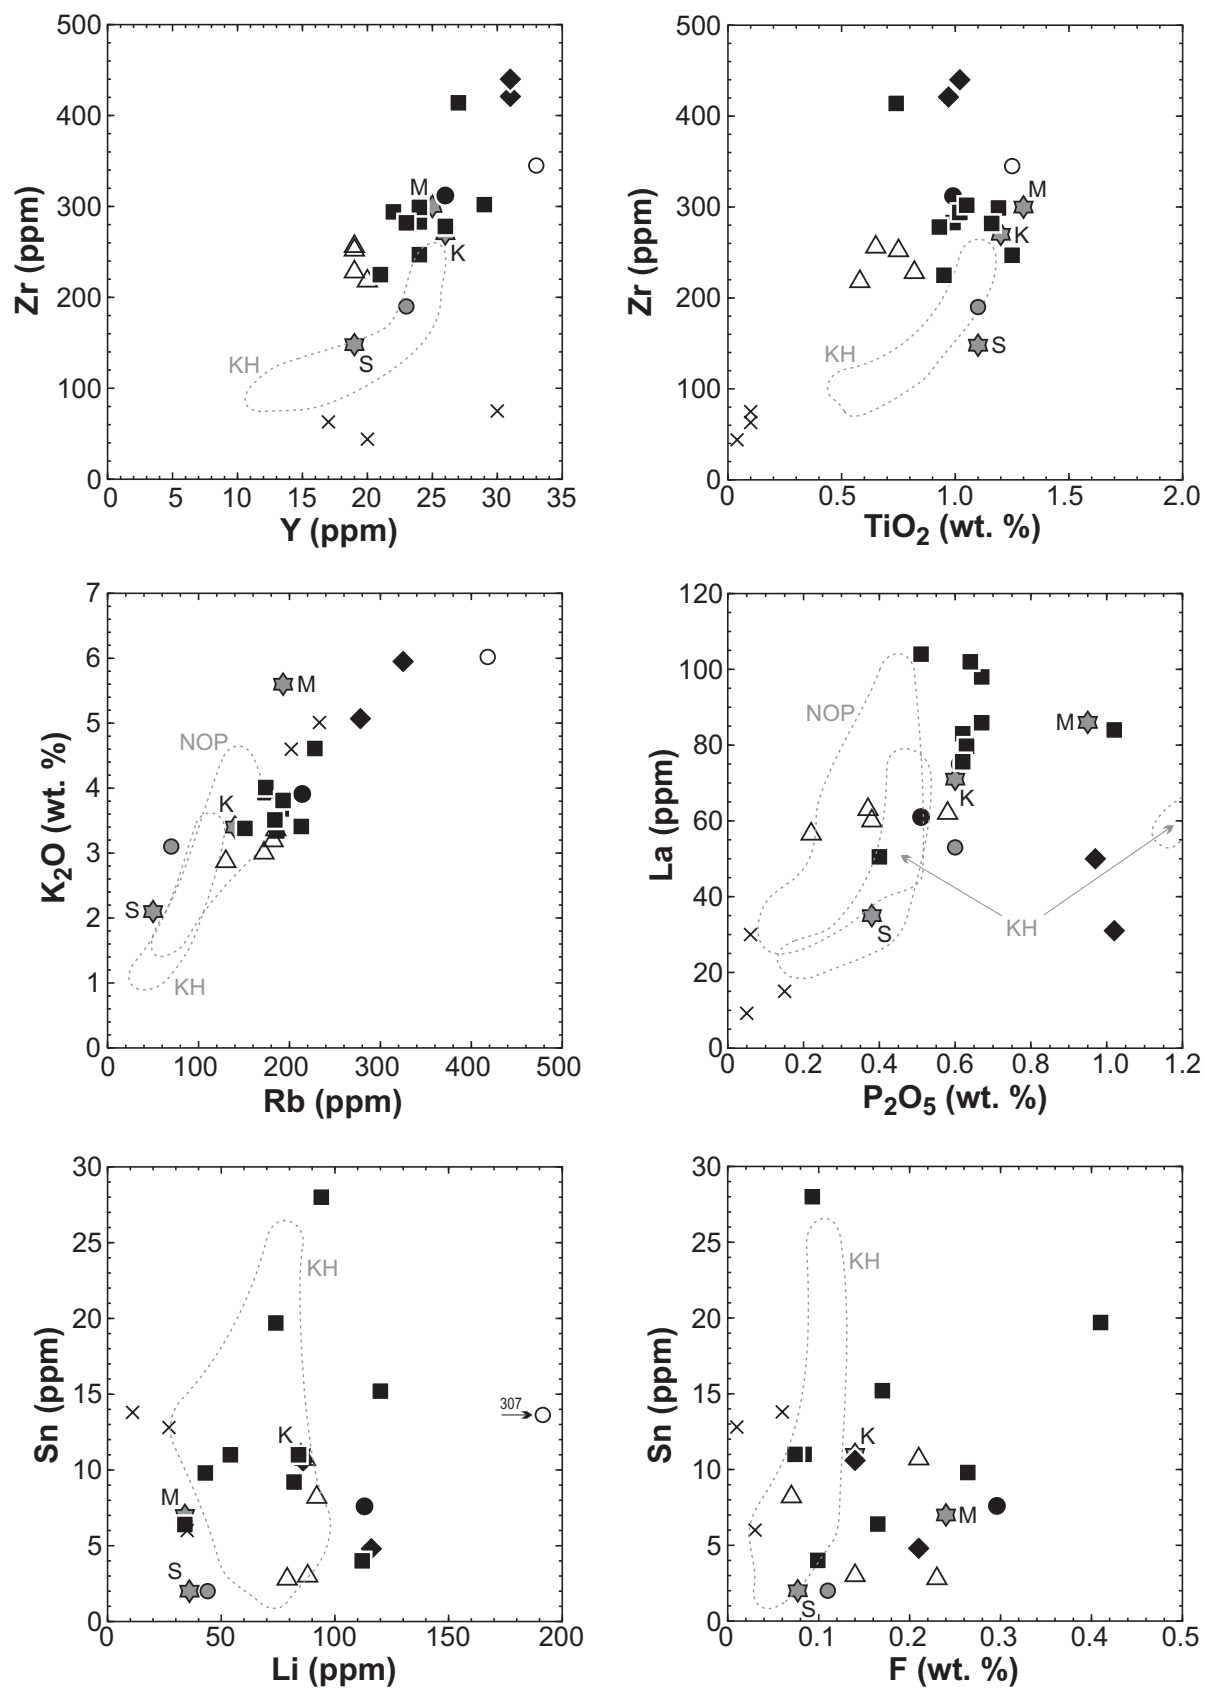 500
400
300
200
100
0
Zr (ppm)
M
K
KH
S
0 5 10 15 20 25 30 35
Y (ppm)
500
400
300
200
100
0
Zr (ppm)
M
K
KH
S
0 0.5 1.0 1.5 2.0
TiO₂ (wt. %)
7
6
5
4
3
2
1
0
K₂O (wt. %)
M
NOP
K
S
KH
0 100 200 300 400 500
Rb (ppm)
120
100
80
60
40
20
0
La (ppm)
NOP
M
K
KH
S
0 0.2 0.4 0.6 0.8 1.0 1.2
P₂O₅ (wt. %)
30
25
20
15
10
5
0
Sn (ppm)
KH
307
K
M
S
0 50 100 150 200
Li (ppm)
30
25
20
15
10
5
0
Sn (ppm)
KH
K
M
S
0 0.1 0.2 0.3 0.4 0.5
F (wt. %)